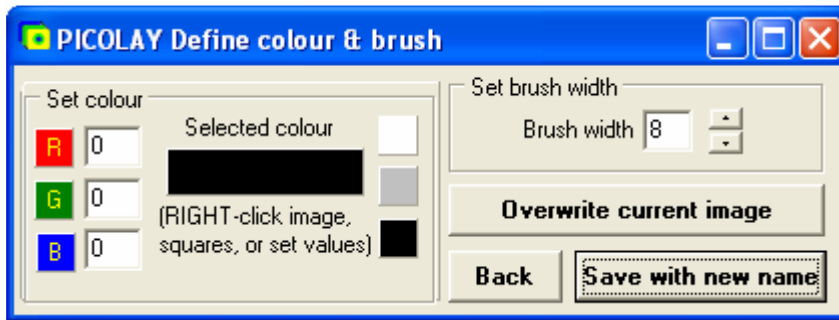 PICOLAY Define colour & brush
Set colour
R 0
G 0
B 0
Selected colour
(RIGHT-click image,
squares, or set values)
Set brush width
Brush width 8
Overwrite current image
Back
Save with new name